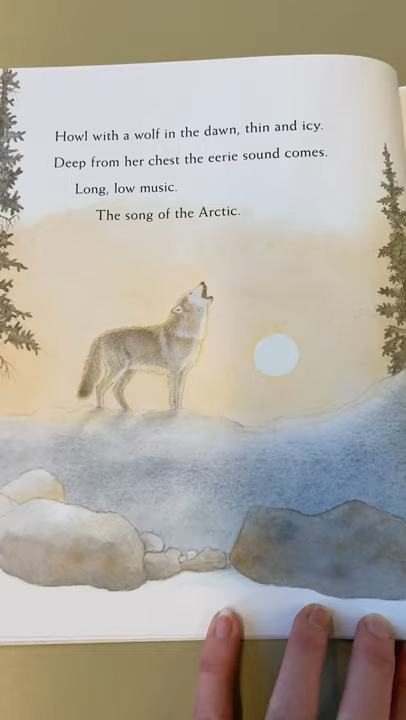 Howl with a wolf in the dawn, thin and icy.
Deep from her chest the eerie sound comes.
Long, low music.
The song of the Arctic.